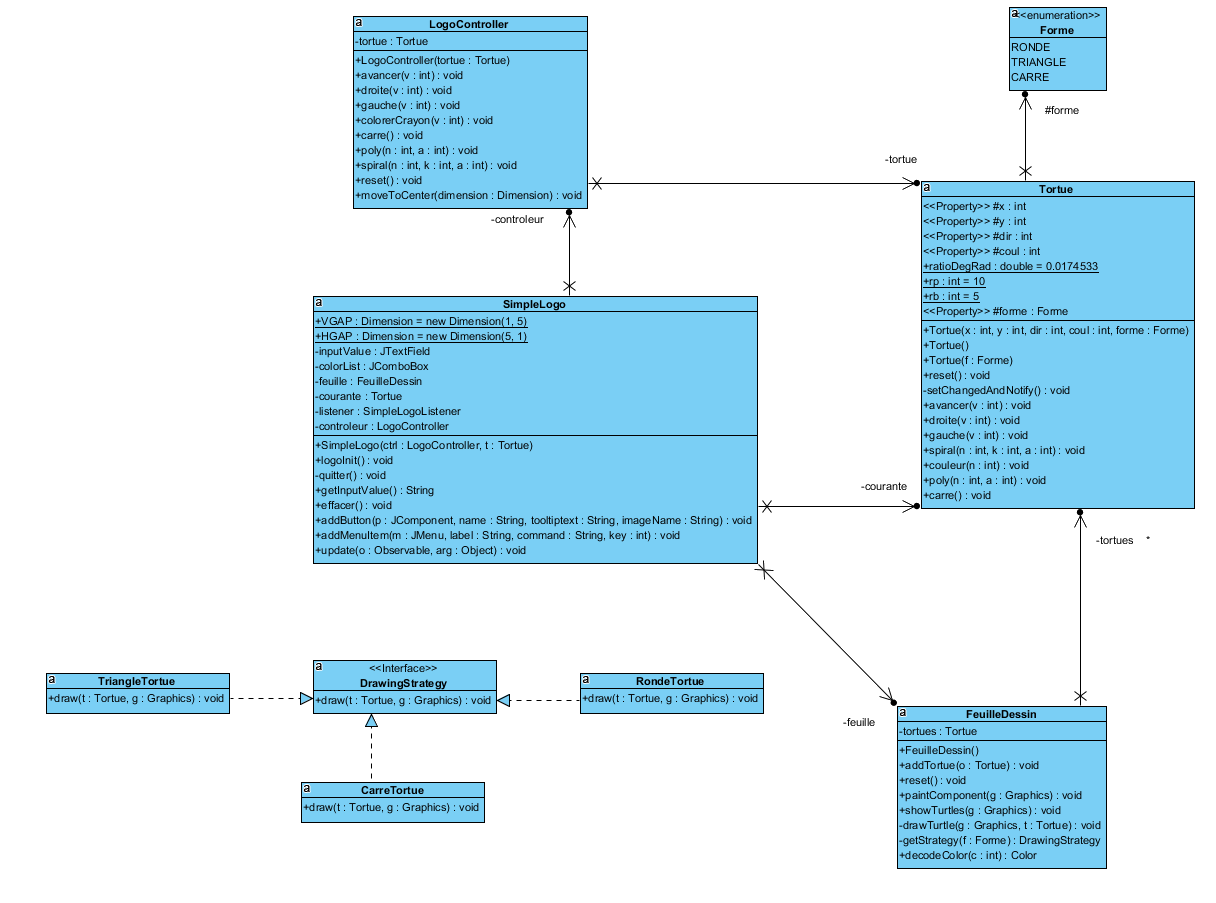 a
LogoController
-tortue : Tortue
+LogoController(tortue : Tortue)
+avancer(v : int) : void
+droite(v : int) : void
+gauche(v : int) : void
+colorerCrayon(v : int) : void
+carre() : void
+poly(n : int, a : int) : void
+spiral(n : int, k : int, a : int) : void
+reset() : void
+moveToCenter(dimension : Dimension) : void
a
<<enumeration>>
Forme
RONDE
TRIANGLE
CARRE
#forme
-tortue
-controleur
a
Tortue
<<Property>> #x : int
<<Property>> #y : int
<<Property>> #dir : int
<<Property>> #coul : int
+ratioDegRad : double = 0.0174533
+rp : int = 10
+rb : int = 5
<<Property>> #forme : Forme
+Tortue(x : int, y : int, dir : int, coul : int, forme : Forme)
+Tortue()
+Tortue(f : Forme)
+reset() : void
-setChangedAndNotify() : void
+avancer(v : int) : void
+droite(v : int) : void
+gauche(v : int) : void
+spiral(n : int, k : int, a : int) : void
+couleur(n : int) : void
+poly(n : int, a : int) : void
+carre() : void
a
SimpleLogo
+VGAP : Dimension = new Dimension(1, 5)
+HGAP : Dimension = new Dimension(5, 1)
-inputValue : JTextField
-colorList : JComboBox
-feuille : FeuilleDessin
-courante : Tortue
-listener : SimpleLogoListener
-controleur : LogoController
+SimpleLogo(ctrl : LogoController, t : Tortue)
+logoInit() : void
-quitter() : void
+getInputValue() : String
+effacer() : void
+addButton(p : JComponent, name : String, tooltiptext : String, imageName : String) : void
+addMenuItem(m : JMenu, label : String, command : String, key : int) : void
+update(o : Observable, arg : Object) : void
-courante
-tortues *
a
TriangleTortue
+draw(t : Tortue, g : Graphics) : void
a
<<Interface>>
DrawingStrategy
+draw(t : Tortue, g : Graphics) : void
a
RondeTortue
+draw(t : Tortue, g : Graphics) : void
a
CarreTortue
+draw(t : Tortue, g : Graphics) : void
-feuille
a
FeuilleDessin
-tortues : Tortue
+FeuilleDessin()
+addTortue(o : Tortue) : void
+reset() : void
+paintComponent(g : Graphics) : void
+showTurtles(g : Graphics) : void
-drawTurtle(g : Graphics, t : Tortue) : void
-getStrategy(f : Forme) : DrawingStrategy
+decodeColor(c : int) : Color